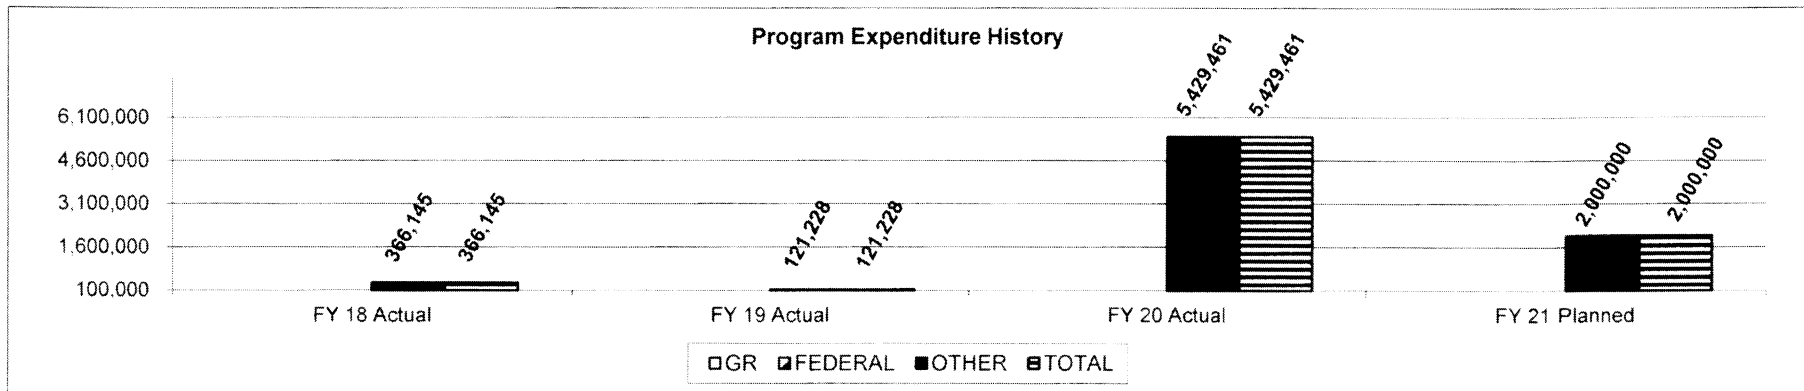 Program Expenditure History
6,100,000
4,600,000
3,100,000
1,600,000
100,000
366,145
366,145
121,228
121,228
5,429,461
5,429,461
2,000,000
2,000,000
FY 18 Actual
FY 19 Actual
FY 20 Actual
FY 21 Planned
GR FEDERAL OTHER TOTAL